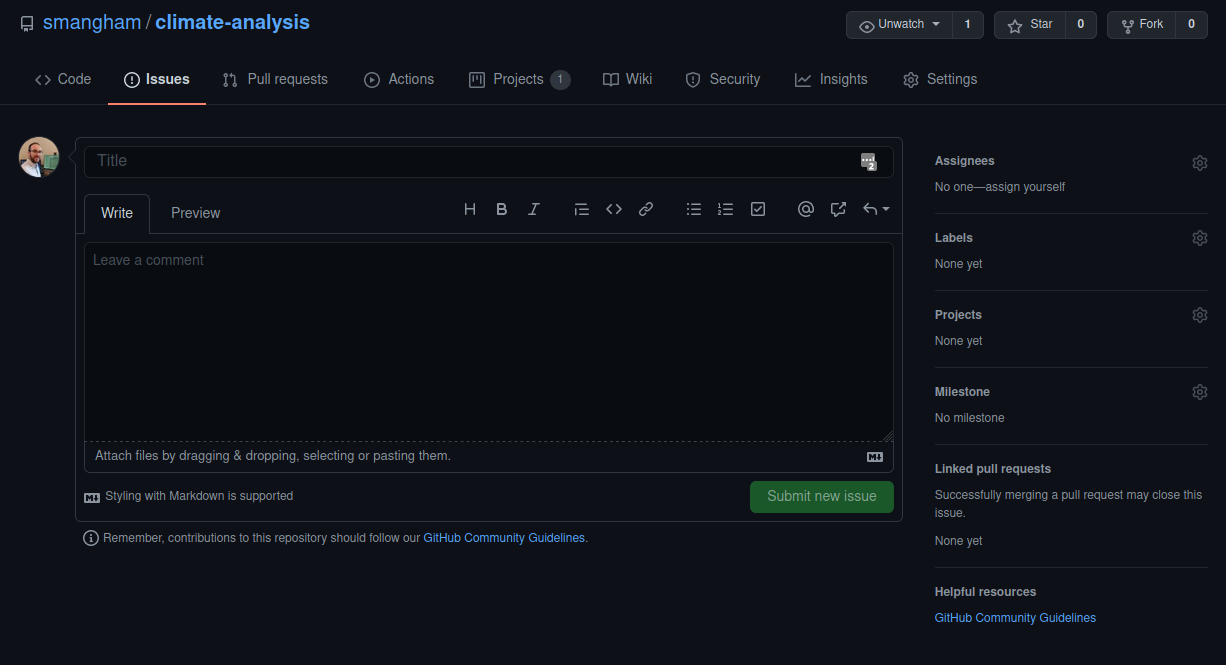 smangham / climate-analysis
Unwatch 1 Star 0 Fork 0
Code Issues Pull requests Actions Projects 1 Wiki Security Insights Settings
Title
2
Write Preview H B I
Leave a comment
Attach files by dragging & dropping, selecting or pasting them.
Styling with Markdown is supported
Submit new issue
Remember, contributions to this repository should follow our GitHub Community Guidelines.
Assignees
No one—assign yourself
Labels
None yet
Projects
None yet
Milestone
No milestone
Linked pull requests
Successfully merging a pull request may close this
issue.
None yet
Helpful resources
GitHub Community Guidelines